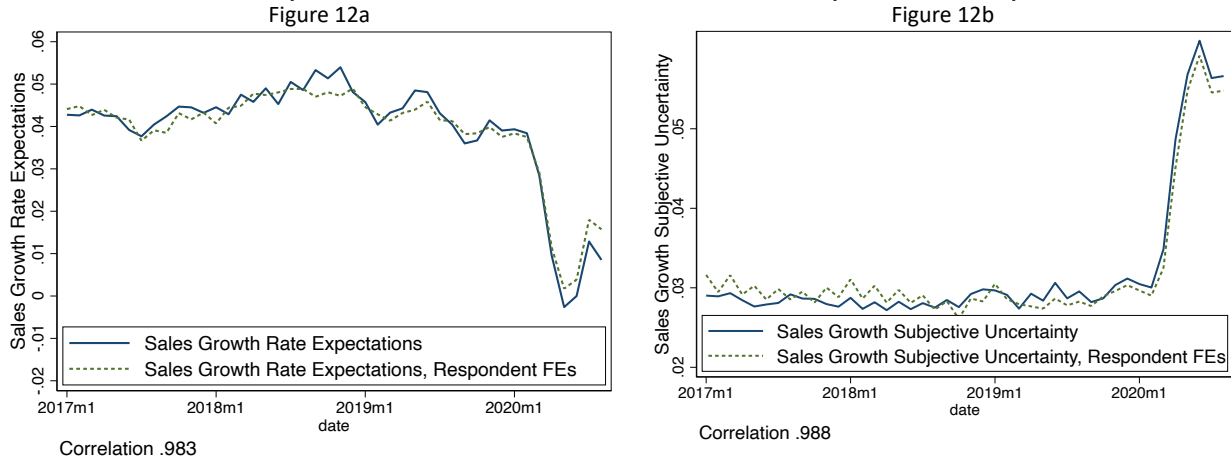 Figure 12a
Sales Growth Rate Expectations
.06
.05
.04
.03
.02
.01
0
-.01
-.02
Sales Growth Rate Expectations
Sales Growth Rate Expectations, Respondent FEs
2017m1 2018m1 2019m1 2020m1
date
Correlation .983
Figure 12b
Sales Growth Subjective Uncertainty
.05
.04
.03
.02
Sales Growth Subjective Uncertainty
Sales Growth Subjective Uncertainty, Respondent FEs
2017m1 2018m1 2019m1 2020m1
date
Correlation .988